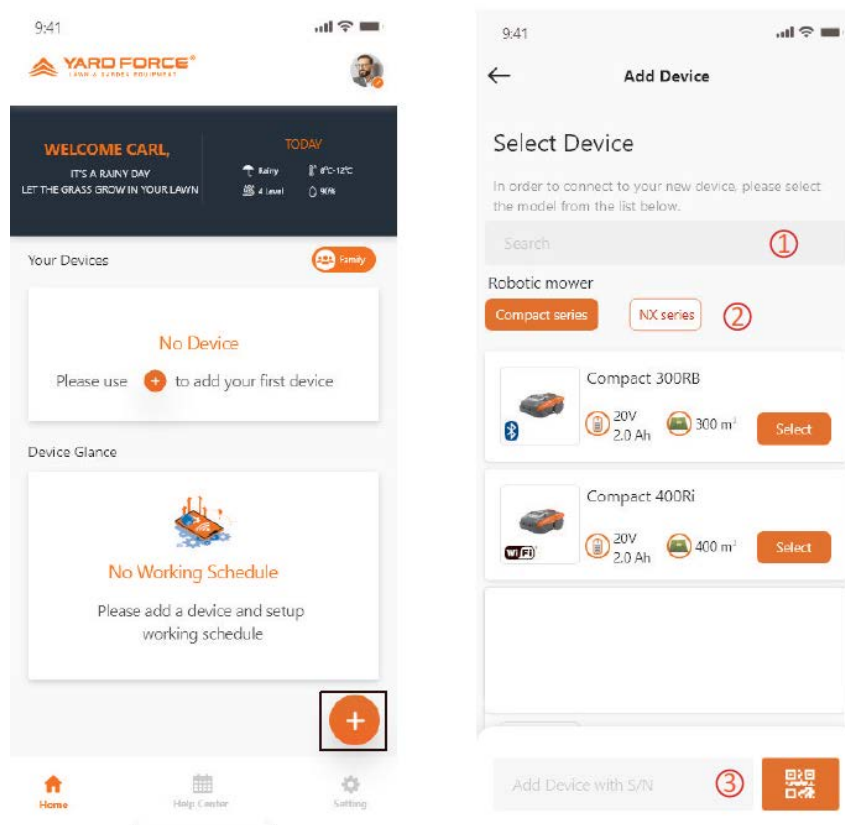 9:41
YARD FORCE®
LAWN & GARDEN EQUIPMENT
WELCOME CARL,
IT'S A RAINY DAY
LET THE GRASS GROW IN YOUR LAWN
TODAY
Rainy
8°C-12°C
4 Level
90%
Your Devices
Family
No Device
Please use + to add your first device
Device Glance
No Working Schedule
Please add a device and setup
working schedule
+
Home
Help Center
Setting
9:41
Add Device
Select Device
In order to connect to your new device, please select
the model from the list below.
Search
①
Robotic mower
Compact series
NX series
②
Compact 300RB
20V
2.0 Ah
300 m²
Select
Compact 400Ri
WiFi
20V
2.0 Ah
400 m²
Select
Add Device with S/N
③